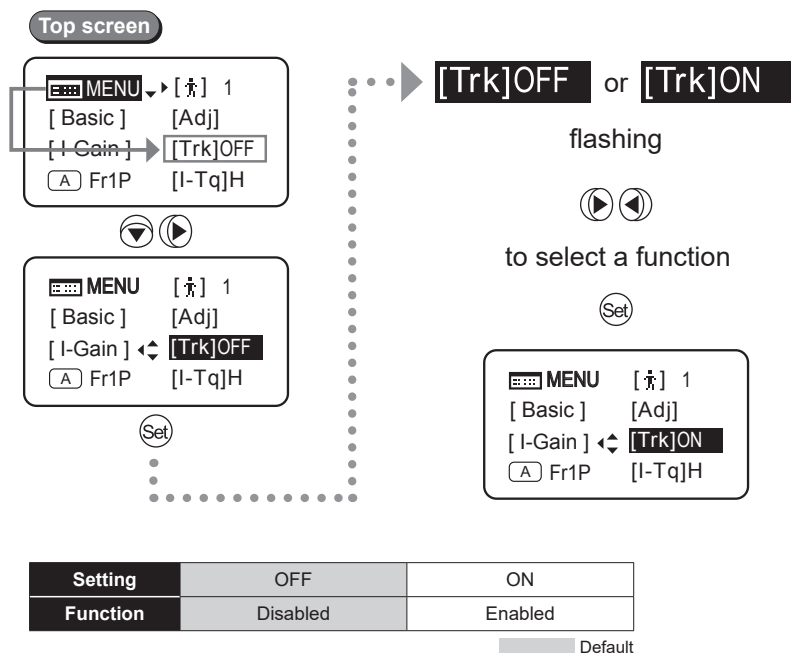 Top screen
MENU [ ] 1
[ Basic ] [Adj]
[ I-Gain ] [Trk]OFF
A Fr1P [I-Tq]H
MENU [ ] 1
[ Basic ] [Adj]
[ I-Gain ] [Trk]OFF
A Fr1P [I-Tq]H
Set
[Trk]OFF or [Trk]ON
flashing
to select a function
Set
MENU [ ] 1
[ Basic ] [Adj]
[ I-Gain ] [Trk]ON
A Fr1P [I-Tq]H
Setting OFF ON
Function Disabled Enabled
Default